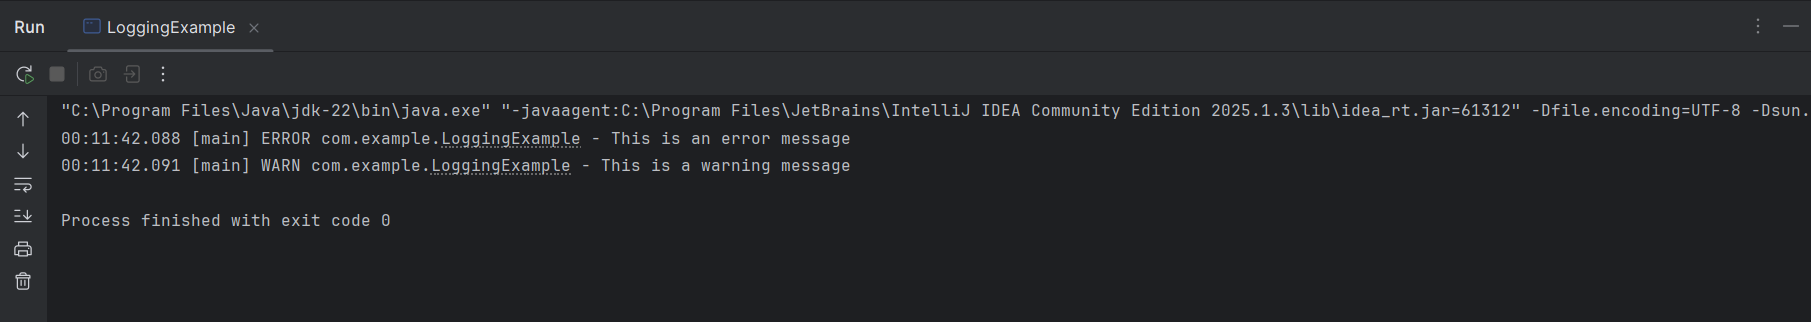 Run LoggingExample
"C:\Program Files\Java\jdk-22\bin\java.exe" "-javaagent:C:\Program Files\JetBrains\IntelliJ IDEA Community Edition 2025.1.3\lib\idea_rt.jar=61312" -Dfile.encoding=UTF-8 -Dsun.
00:11:42.088 [main] ERROR com.example.LoggingExample - This is an error message
00:11:42.091 [main] WARN com.example.LoggingExample - This is a warning message
Process finished with exit code 0